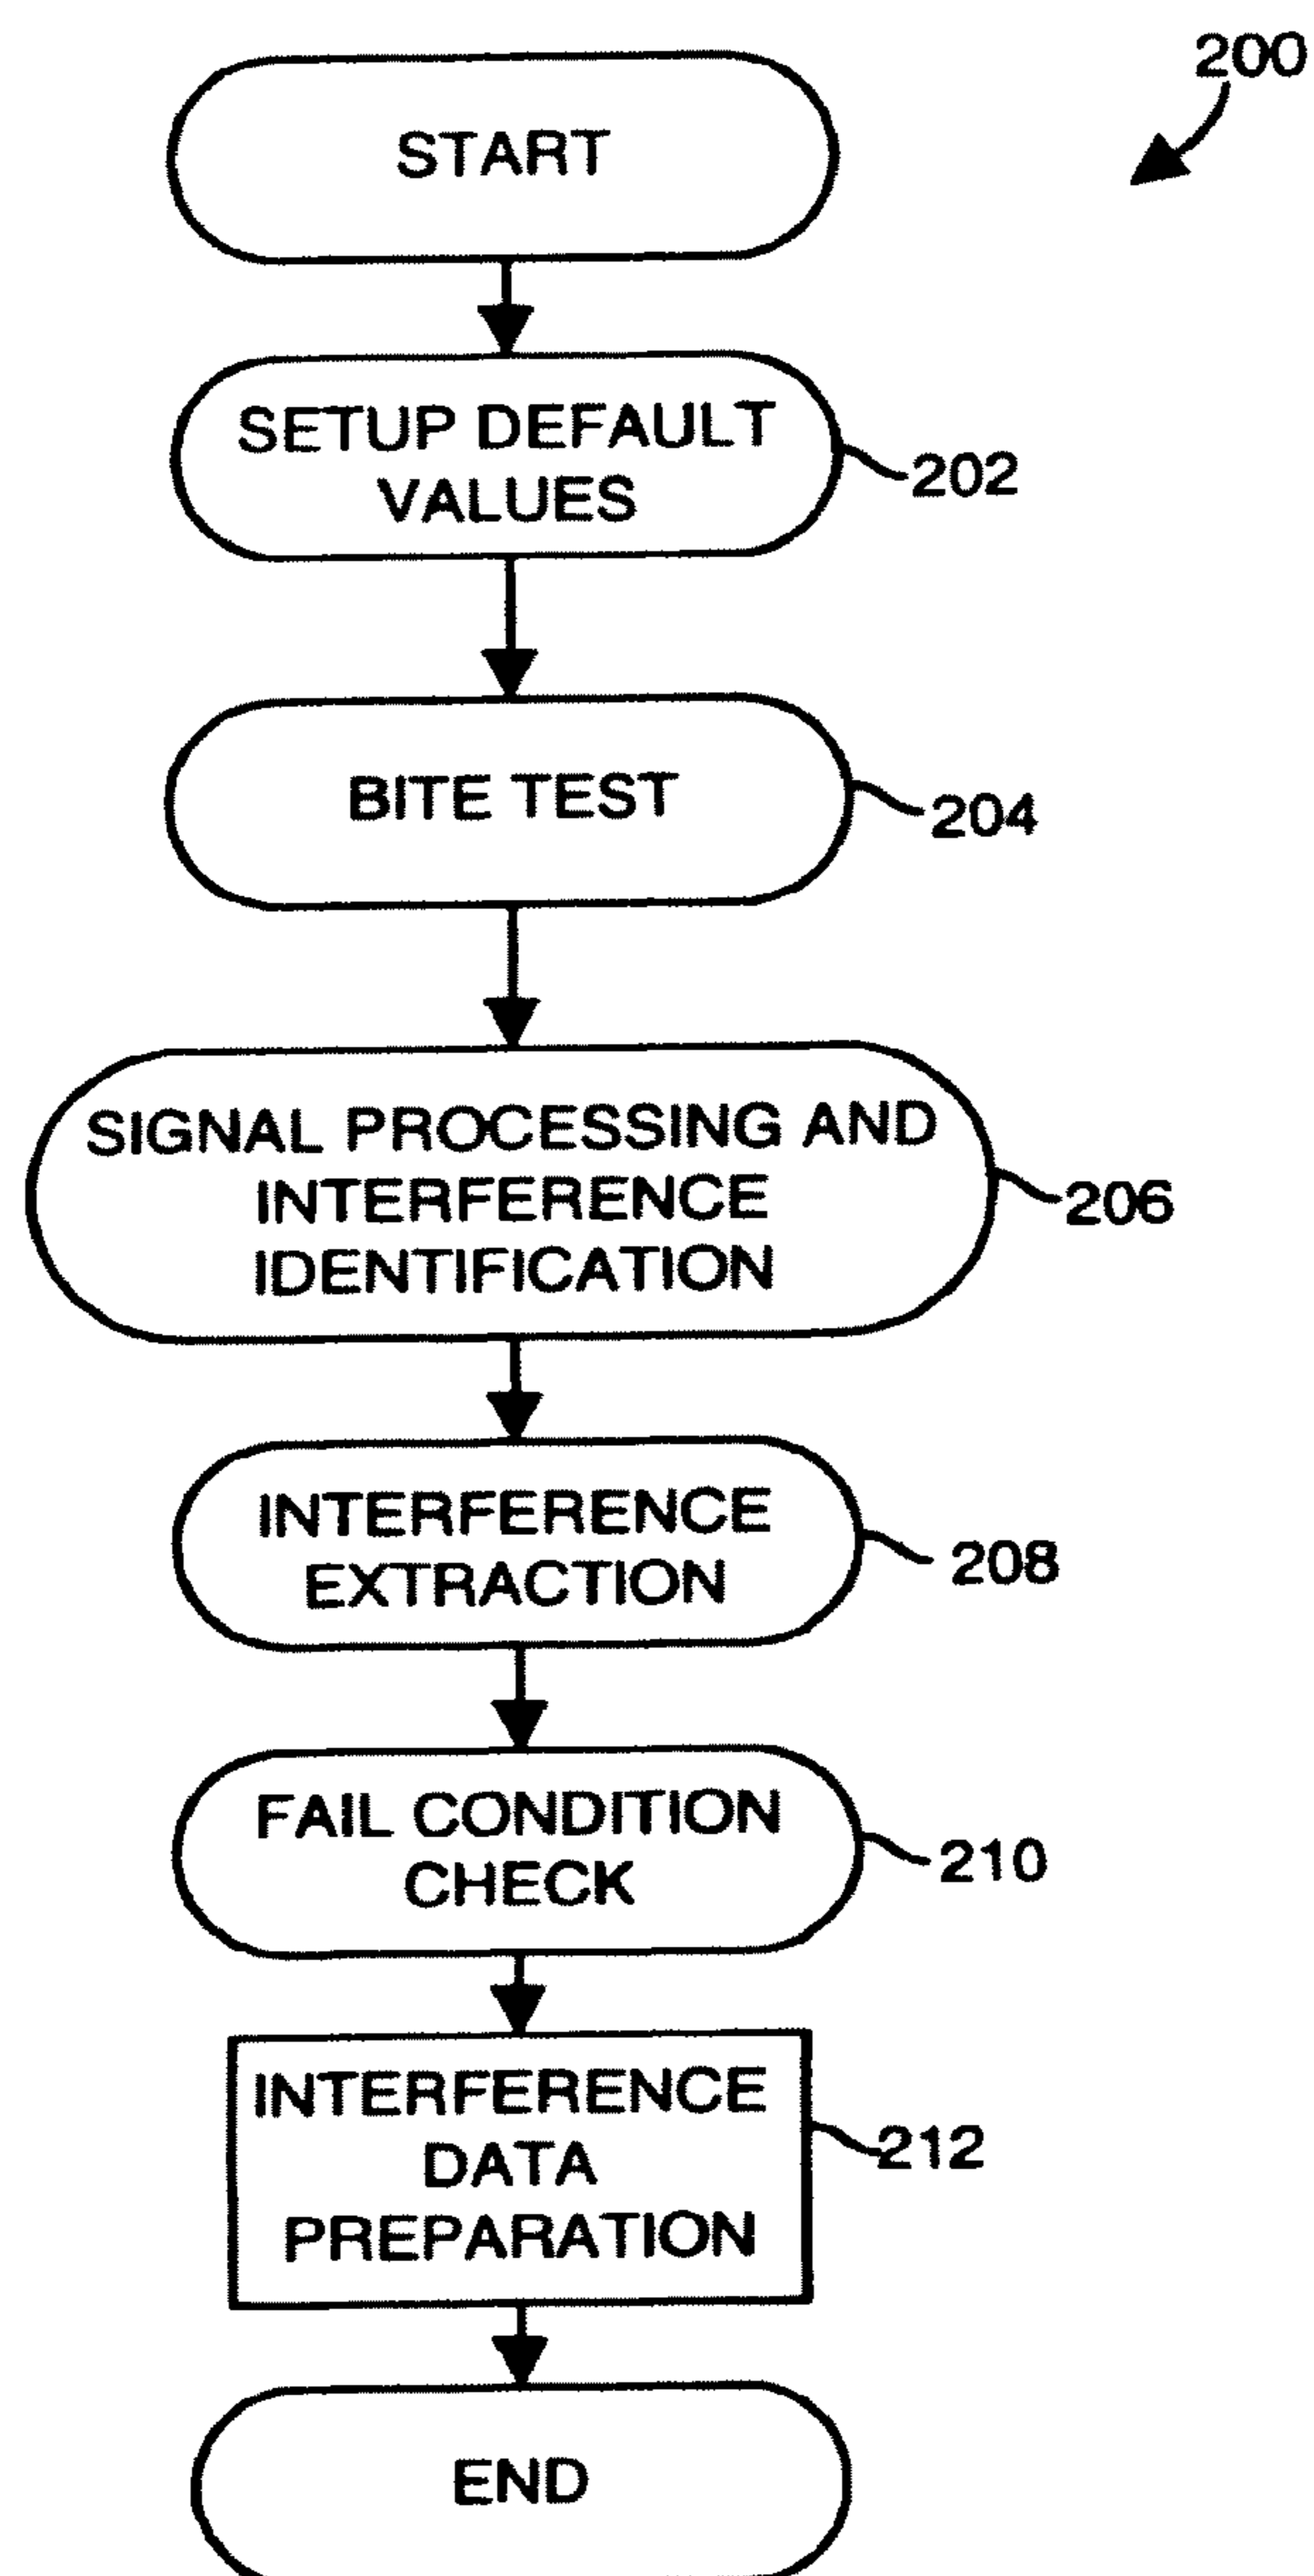 200
START
SETUP DEFAULT
VALUES
202
BITE TEST
204
SIGNAL PROCESSING AND
INTERFERENCE
IDENTIFICATION
206
INTERFERENCE
EXTRACTION
208
FAIL CONDITION
CHECK
210
INTERFERENCE
DATA
PREPARATION
212
END